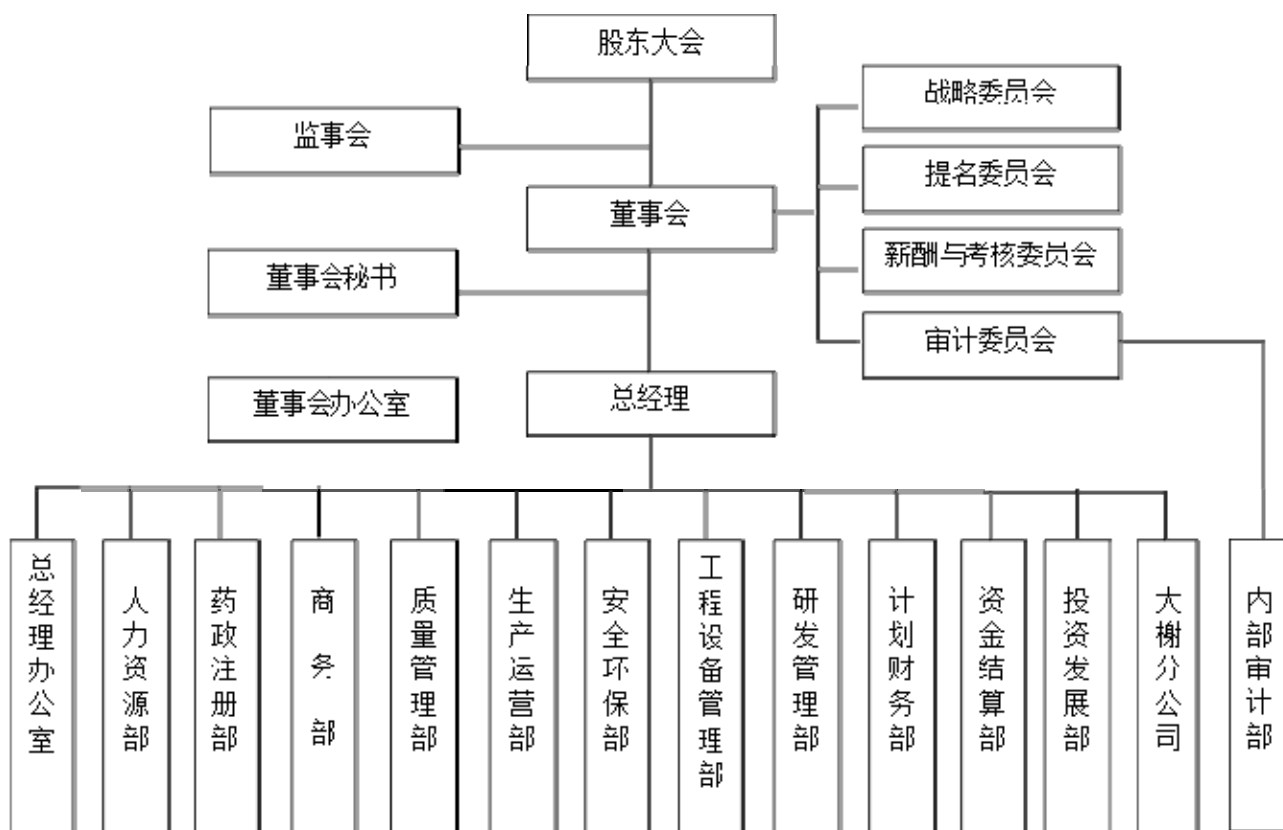 股东大会
战略委员会
监事会
提名委员会
董事会
薪酬与考核委员会
董事会秘书
审计委员会
董事会办公室
总经理
总经理办公室
人力资源部
药政注册部
商务部
质量管理部
生产运营部
安全环保部
工程设备管理部
研发管理部
计划财务部
资金结算部
投资发展部
大榭分公司
内部审计部